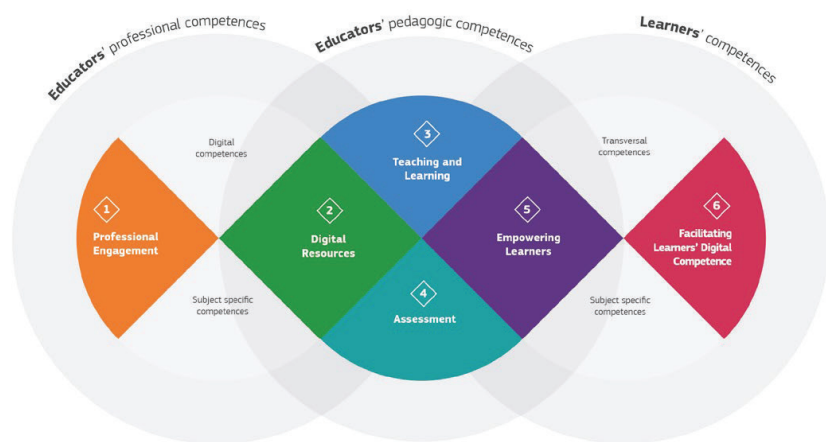 Educators' professional competences
Educators' pedagogic competences
Learners' competences
Digital
competences
3
Teaching and
Learning
Transversal
competences
1
Professional
Engagement
2
Digital
Resources
5
Empowering
Learners
6
Facilitating
Learners' Digital
Competence
Subject specific
competences
4
Assessment
Subject specific
competences